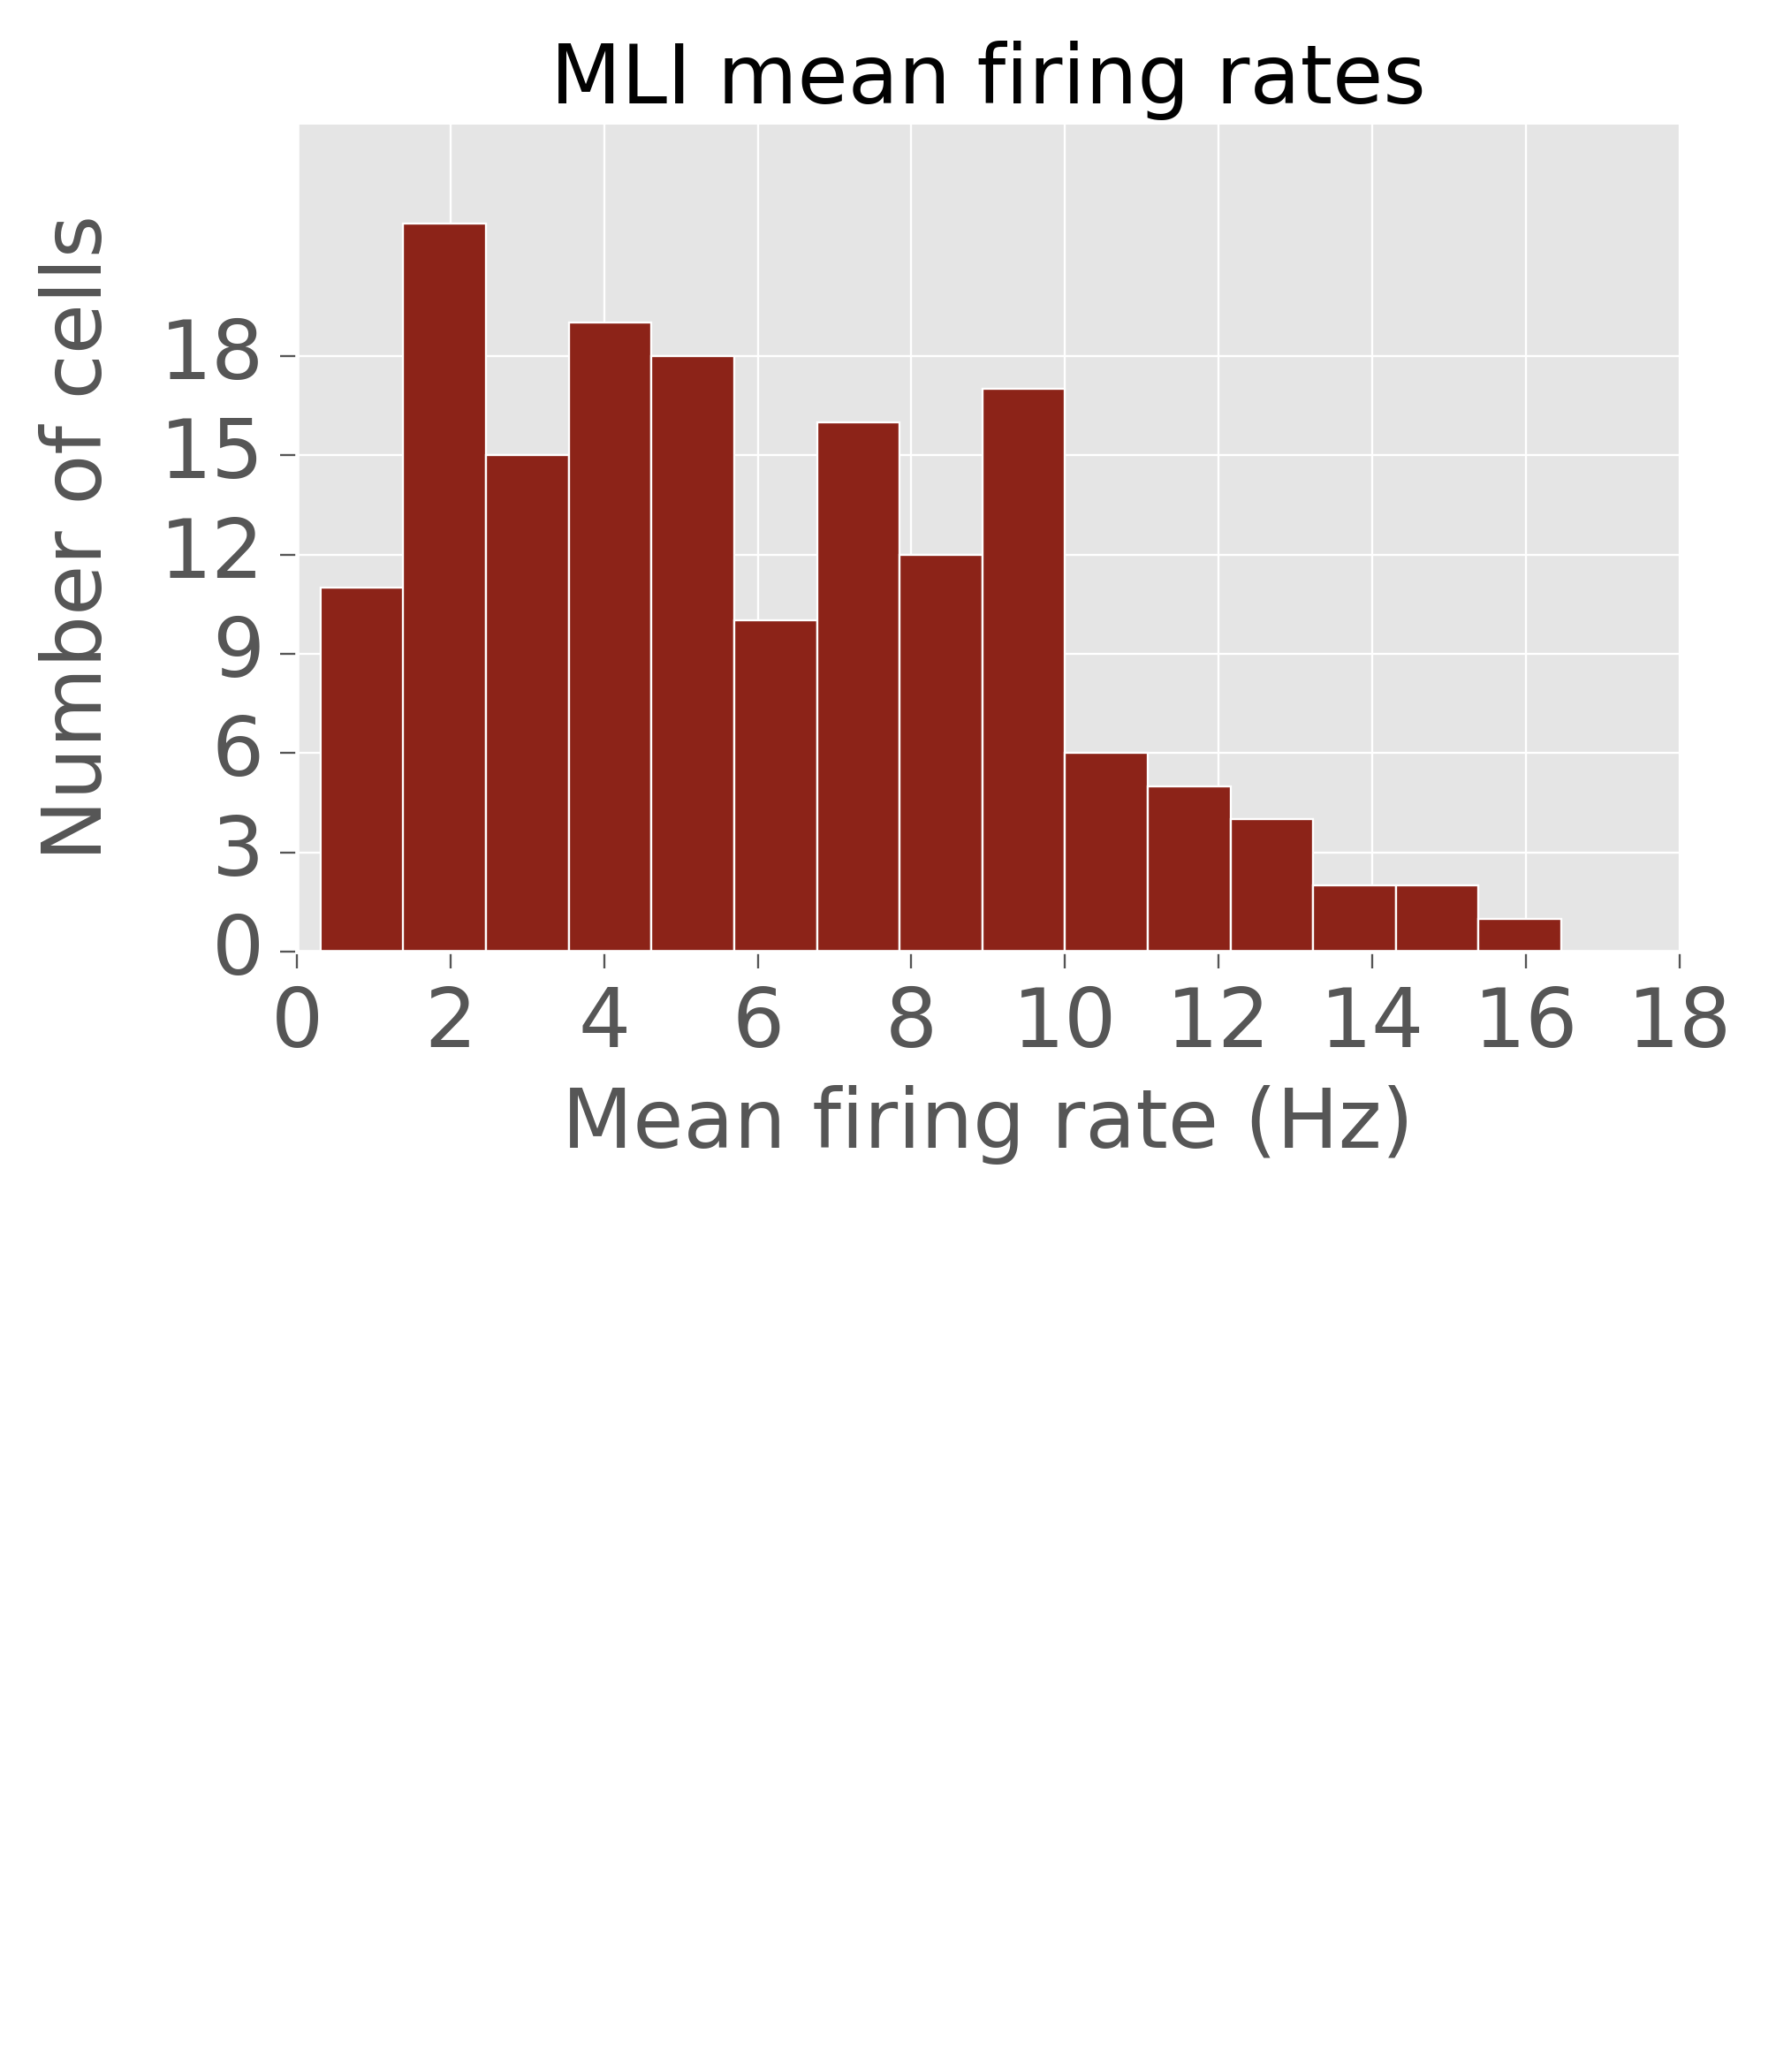 MLI mean firing rates
Number of cells
18
15
12
9
6
3
0
0 2 4 6 8 10 12 14 16 18
Mean firing rate (Hz)